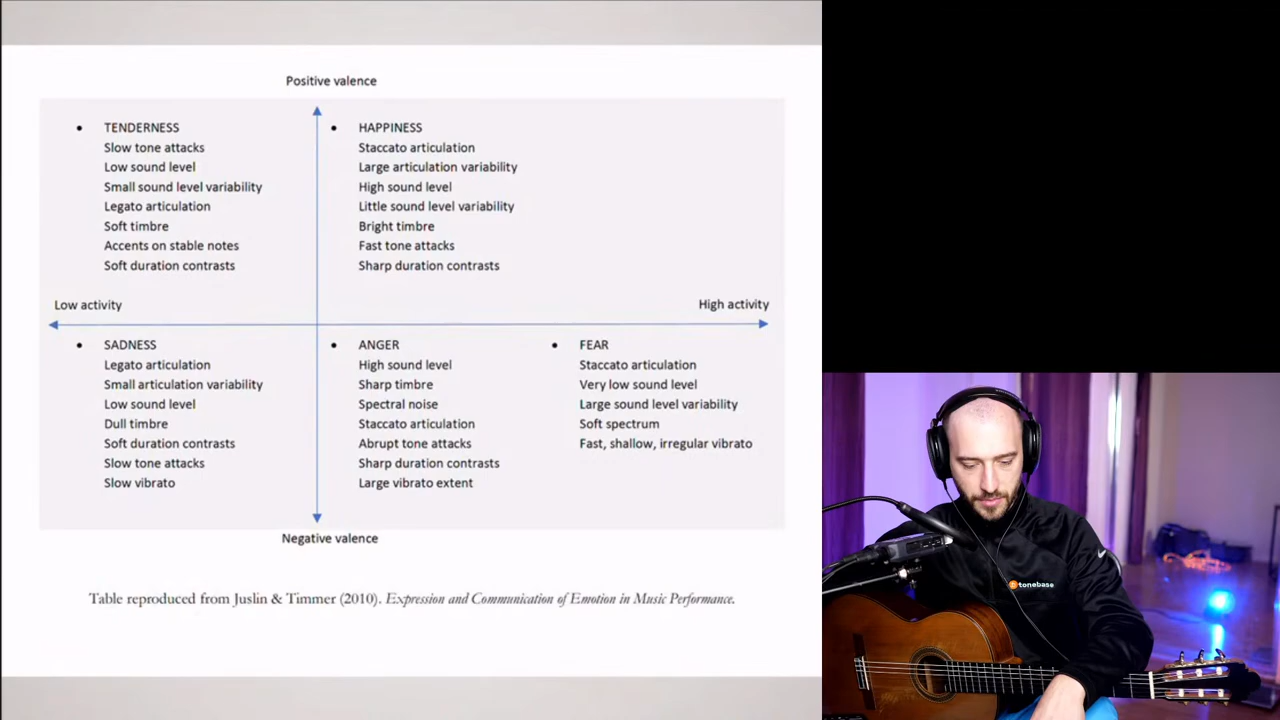 Positive valence
• TENDERNESS
Slow tone attacks
Low sound level
Small sound level variability
Legato articulation
Soft timbre
Accents on stable notes
Soft duration contrasts
• HAPPINESS
Staccato articulation
Large articulation variability
High sound level
Little sound level variability
Bright timbre
Fast tone attacks
Sharp duration contrasts
Low activity
High activity
• SADNESS
Legato articulation
Small articulation variability
Low sound level
Dull timbre
Soft duration contrasts
Slow tone attacks
Slow vibrato
• ANGER
High sound level
Sharp timbre
Spectral noise
Staccato articulation
Abrupt tone attacks
Sharp duration contrasts
Large vibrato extent
• FEAR
Staccato articulation
Very low sound level
Large sound level variability
Soft spectrum
Fast, shallow, irregular vibrato
Negative valence
Table reproduced from Juslin & Timmer (2010). Expression and Communication of Emotion in Music Performance.
tonebase